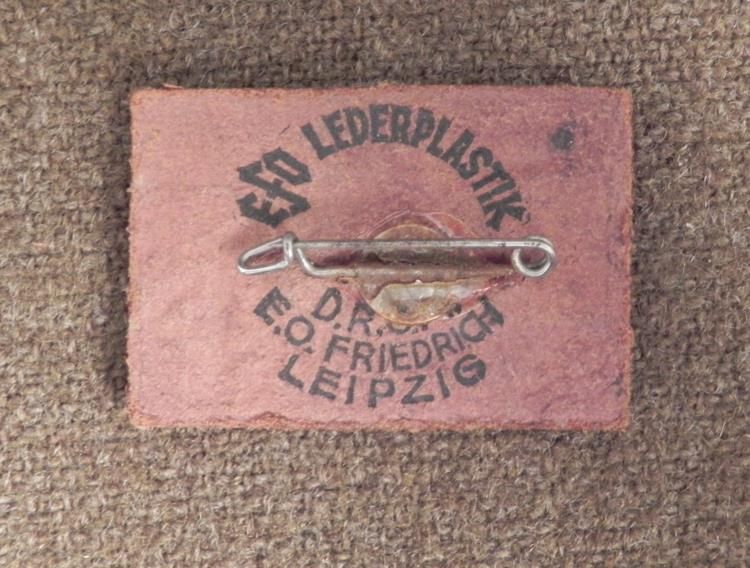 EFO LEDERPLASTIK
D.R.
E.O. FRIEDRICH
LEIPZIG